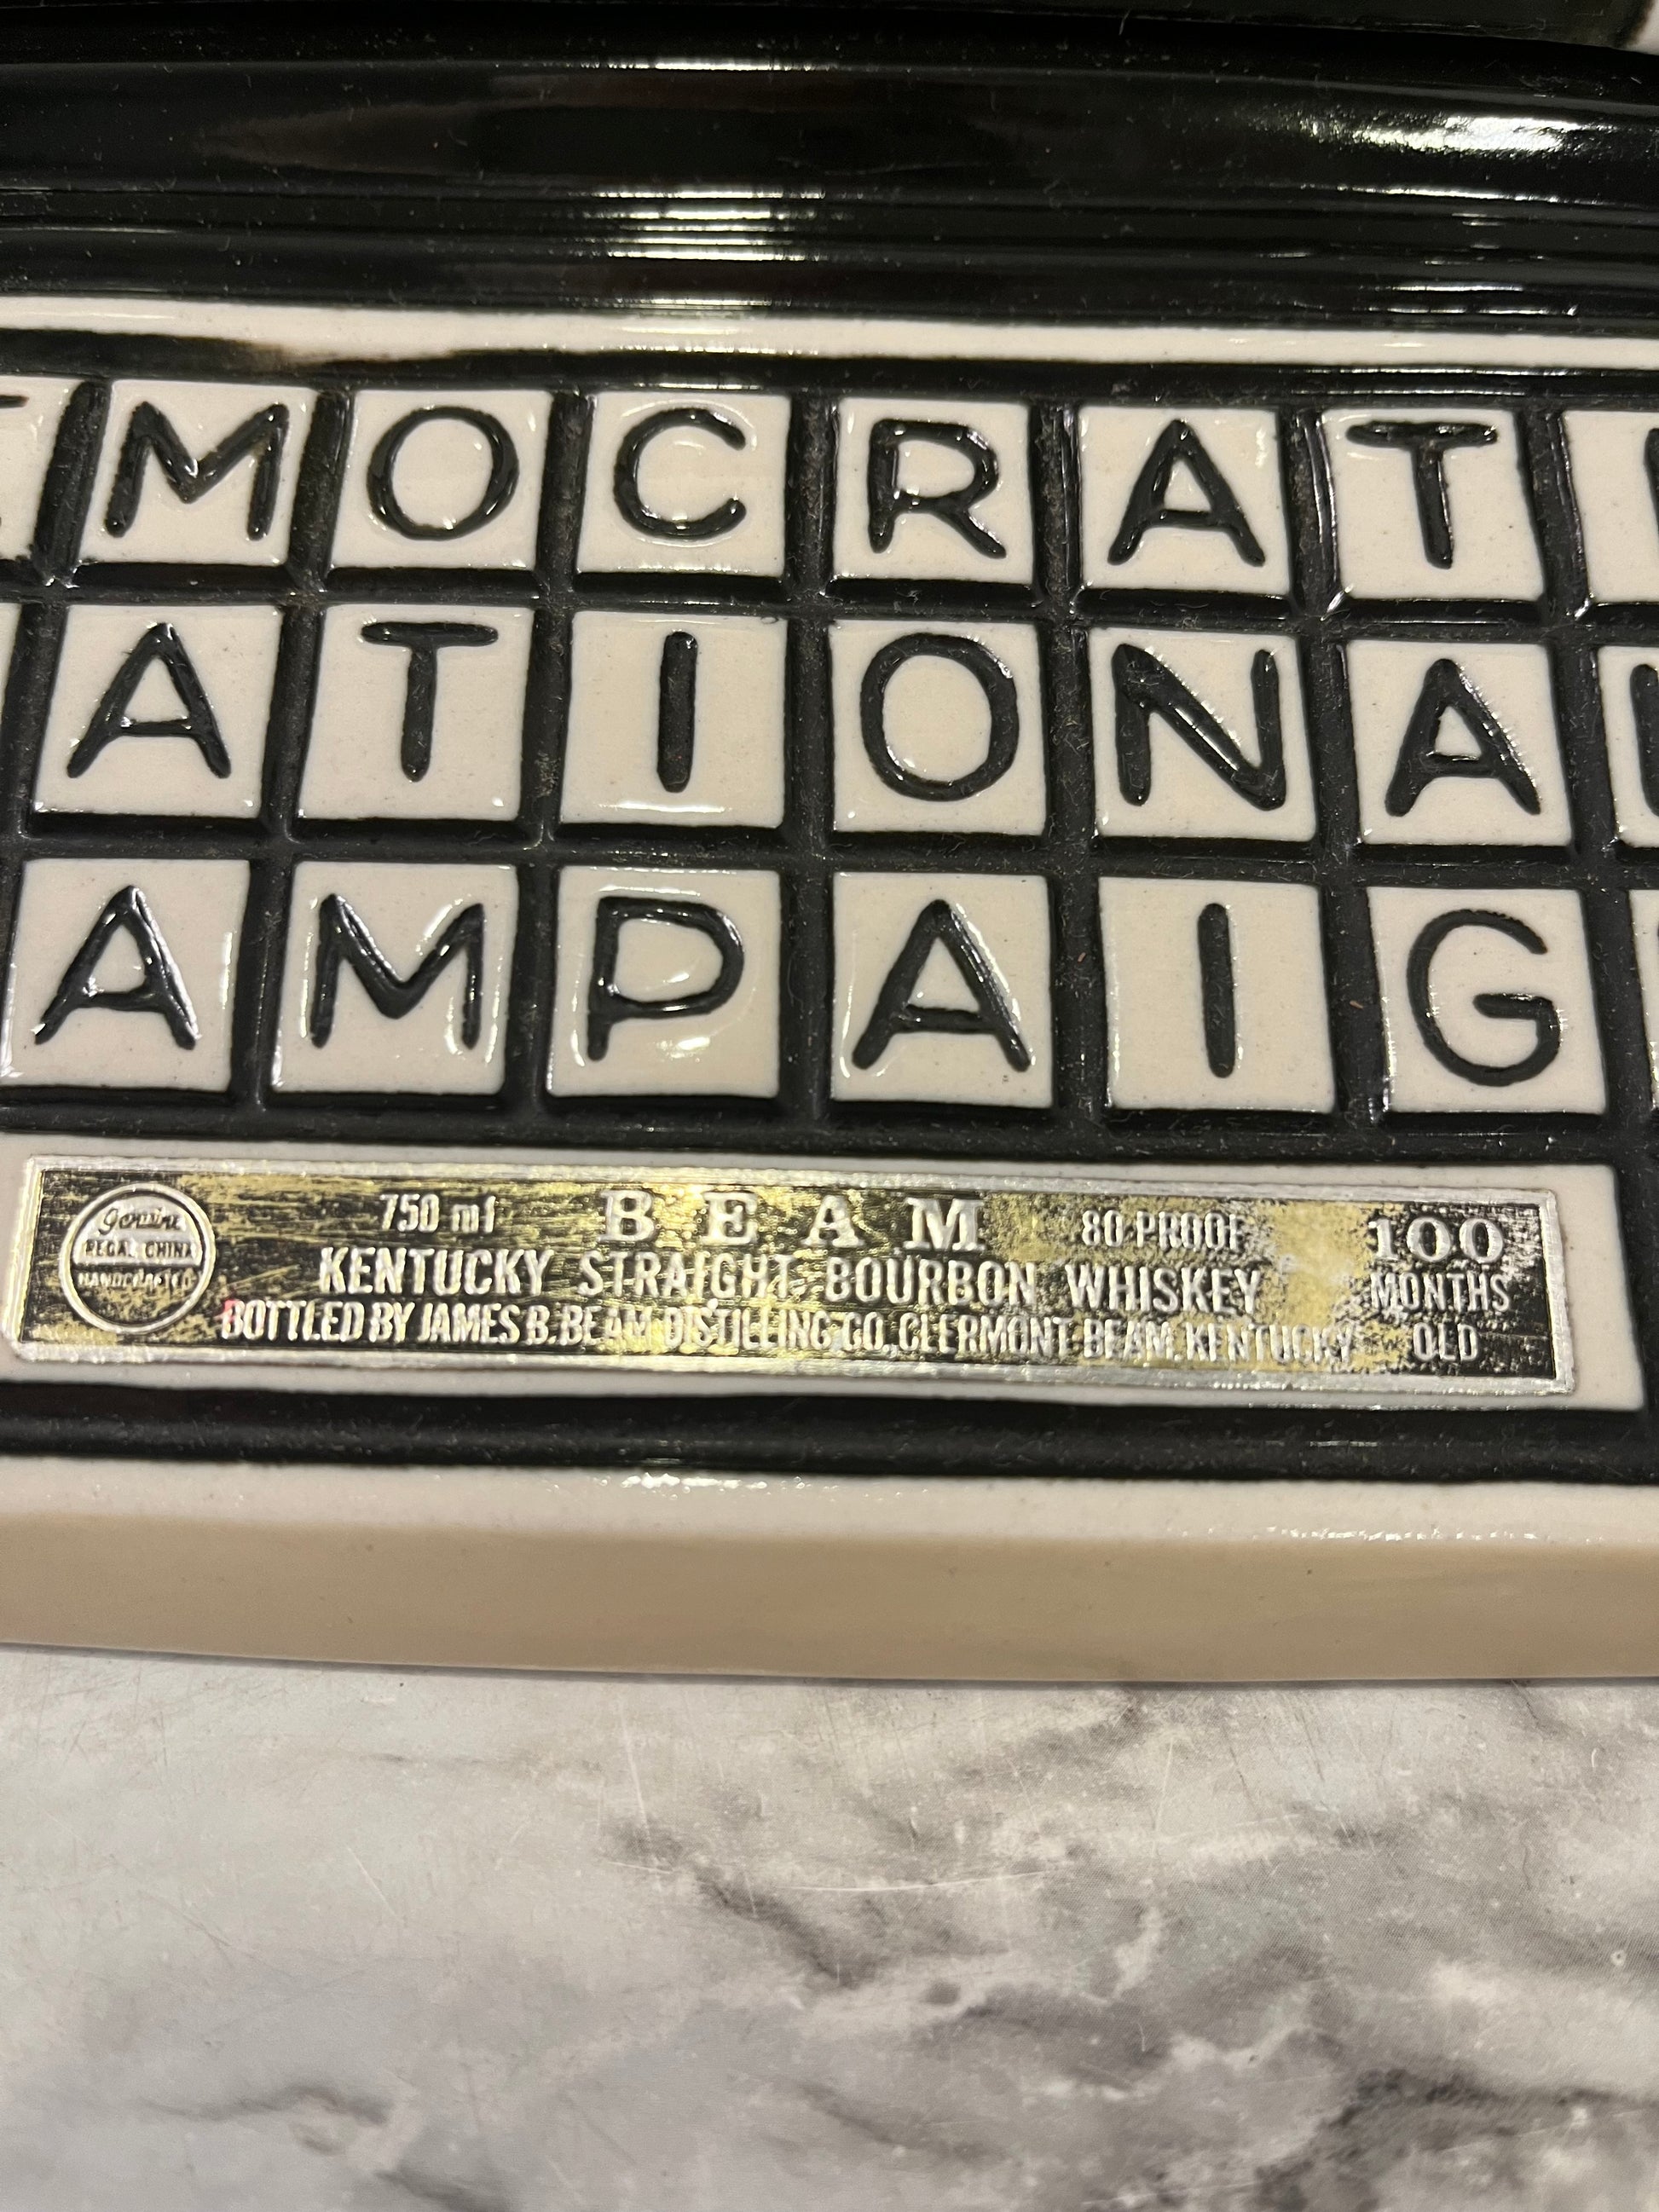 MOCRAT
ATIONA
AMPAIG
Genuine
REGAL CHINA
HANDCRAFTED
750 ml BEAM 80 PROOF 100
KENTUCKY STRAIGHT BOURBON WHISKEY MONTHS
BOTTLED BY JAMES B. BEAM DISTILLING CO., CLERMONT-BEAM, KENTUCKY OLD